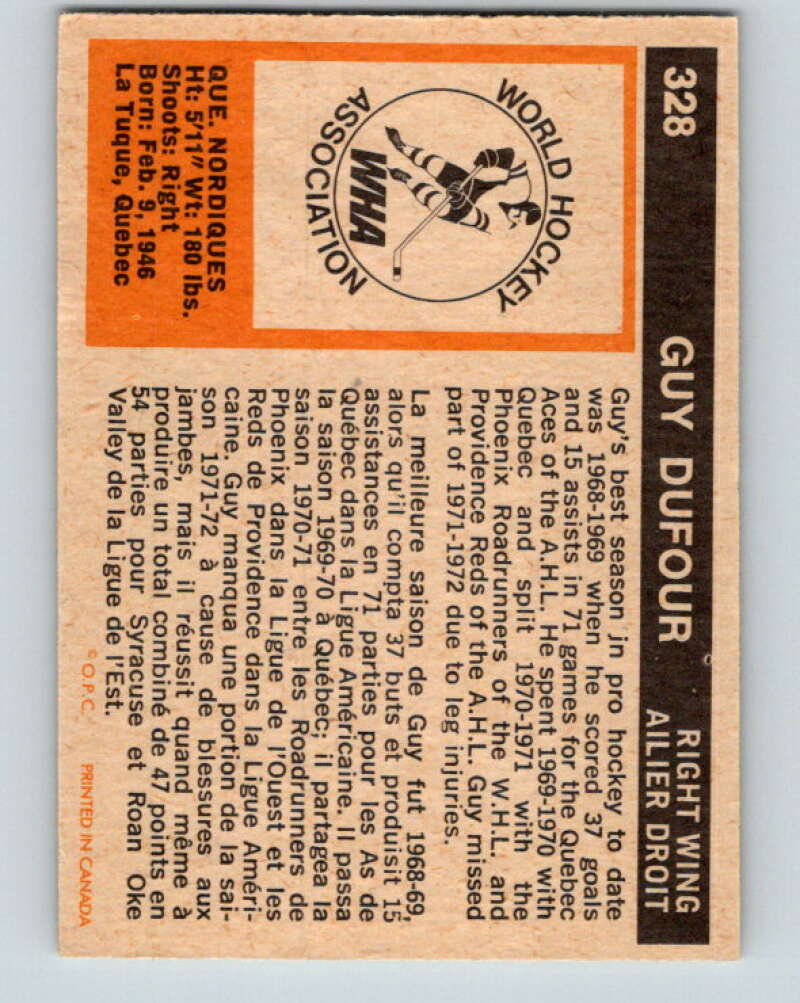 328
GUY DUFOUR
RIGHT WING
AILIER DROIT
WORLD HOCKEY
ASSOCIATION
WHA
QUE. NORDIQUES
Ht: 5'11" Wt: 180 lbs.
Shoots: Right
Born: Feb. 9, 1946
La Tuque, Quebec
Guy's best season in pro hockey to date
was 1968-1969 when he scored 37 goals
and 15 assists in 71 games for the Quebec
Aces of the A.H.L. He spent 1969-1970 with
Quebec and split 1970-1971 with the
Phoenix Roadrunners of the W.H.L. and
Providence Reds of the A.H.L. Guy missed
part of 1971-1972 due to leg injuries.
La meilleure saison de Guy fut 1968-69,
alors qu'il compta 37 buts et produisit 15
assistances en 71 parties pour les As de
Québec dans la Ligue Américaine. Il passa
la saison 1969-70 à Québec; il partagea la
saison 1970-71 entre les Roadrunners de
Phoenix dans la Ligue de l'Ouest et les
Reds de Providence dans la Ligue Améri-
caine. Guy manqua une portion de la sai-
son 1971-72 à cause de blessures aux
jambes, mais il réussit quand même à
produire un total combiné de 47 points en
54 parties pour Syracuse et Roan Oke
Valley de la Ligue de l'Est.
© O.P.C. PRINTED IN CANADA